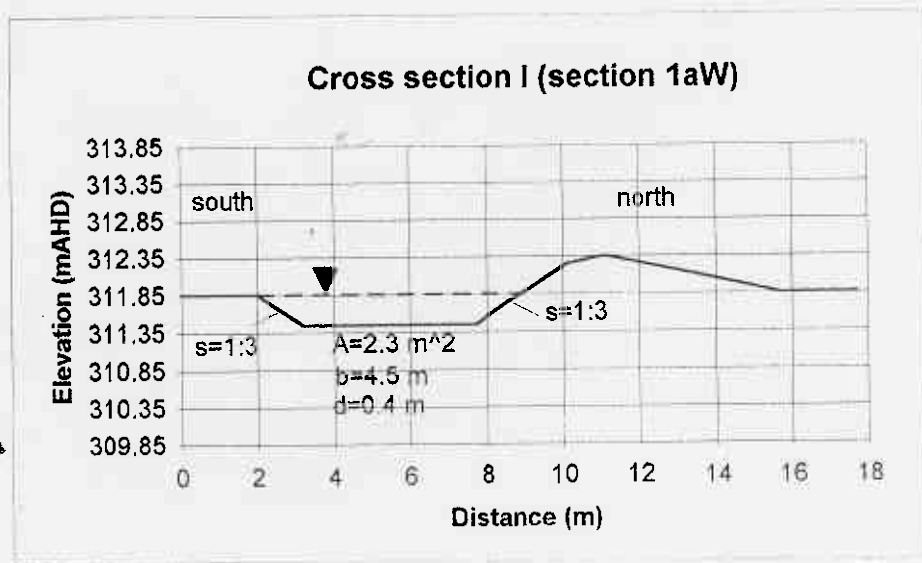 Cross section I (section 1aW)
Elevation (mAHD)
313.85
313.35
312.85
312.35
311.85
311.35
310.85
310.35
309.85
south
north
s=1:3
s=1:3
A=2.3 m^2
b=4.5 m
d=0.4 m
0 2 4 6 8 10 12 14 16 18
Distance (m)